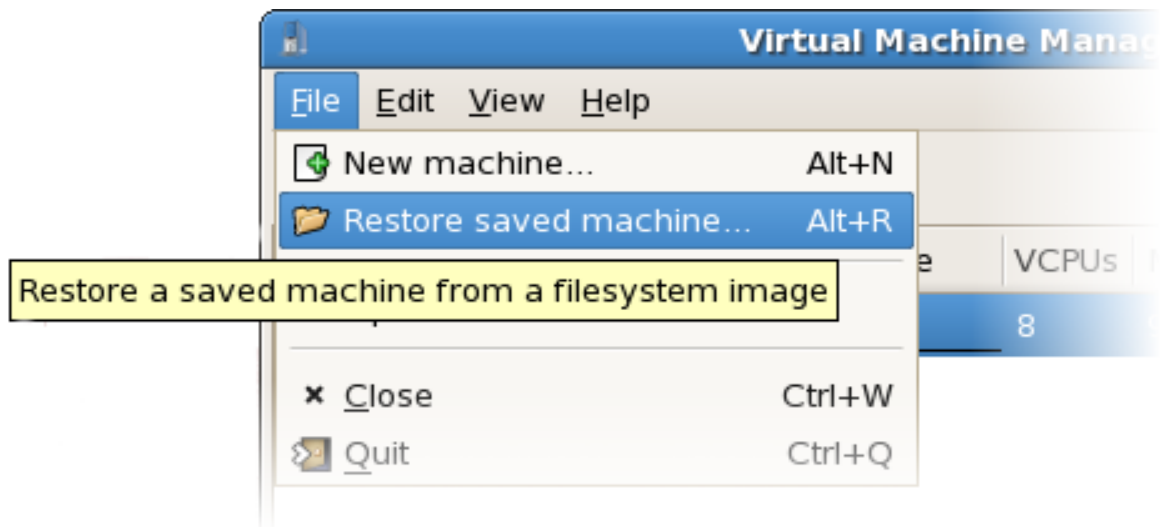 Virtual Machine
File Edit View Help
New machine... Alt+N
Restore saved machine... Alt+R
VCPUs
Restore a saved machine from a filesystem image
8
Close Ctrl+W
Quit Ctrl+Q